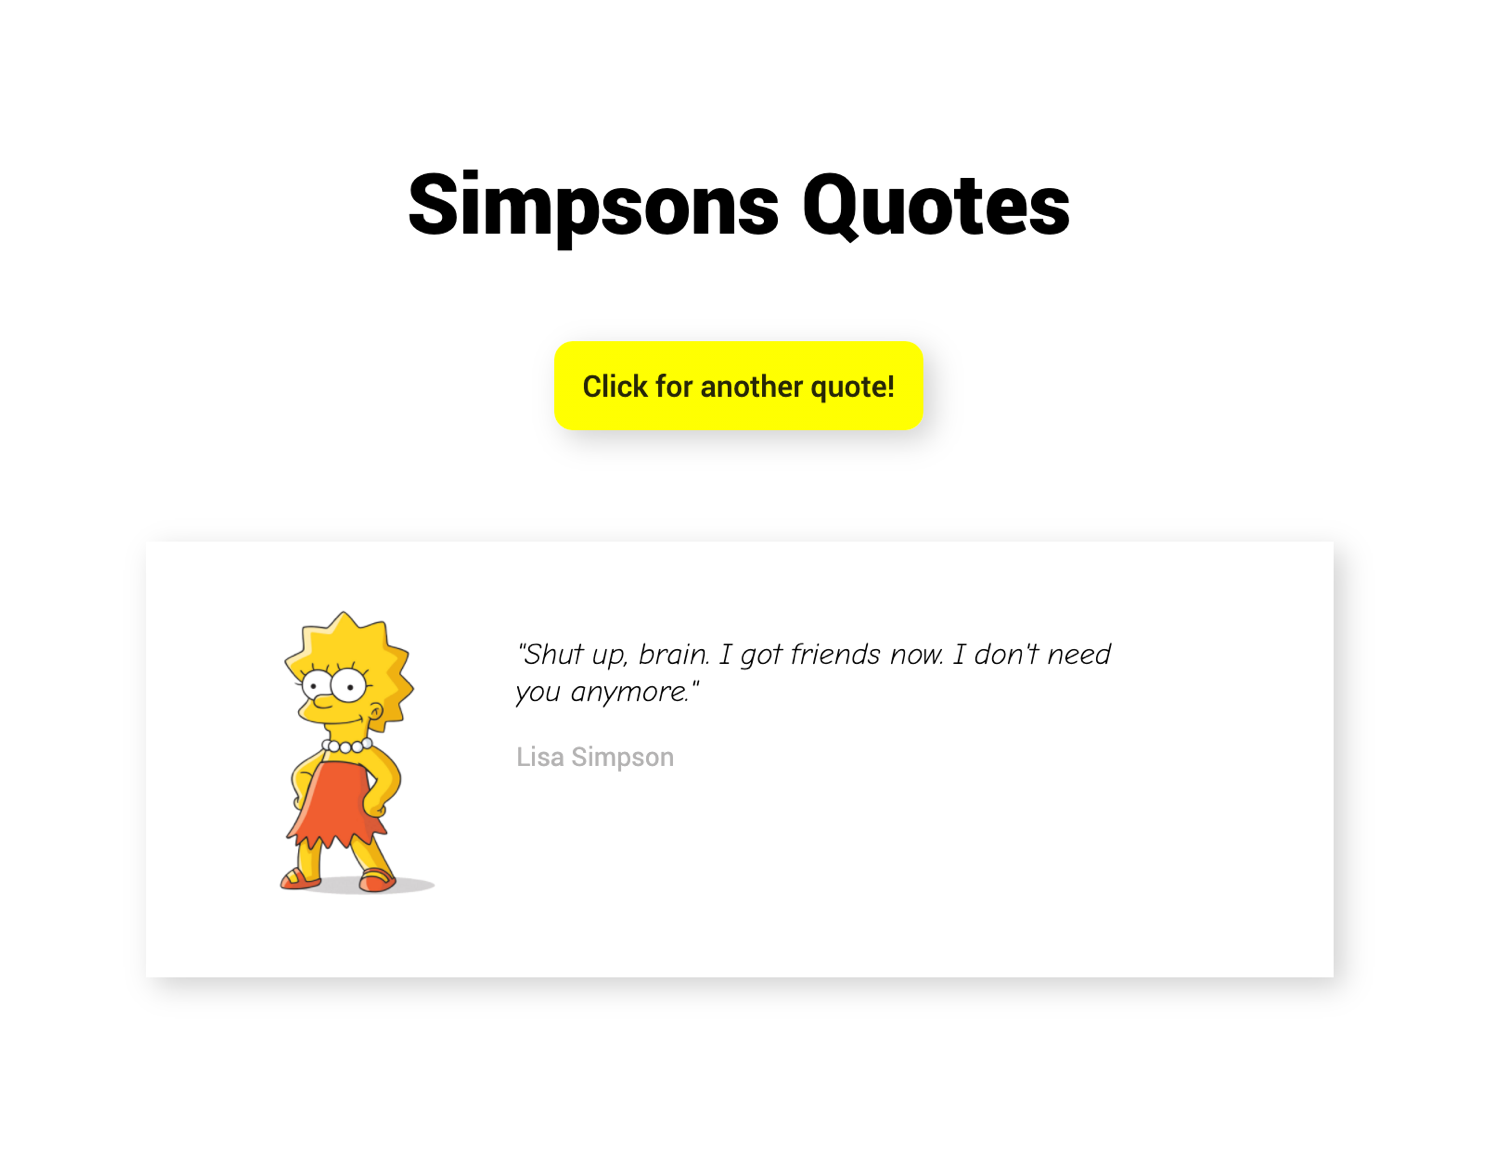 Simpsons Quotes
Click for another quote!
"Shut up, brain. I got friends now. I don't need
you anymore."
Lisa Simpson